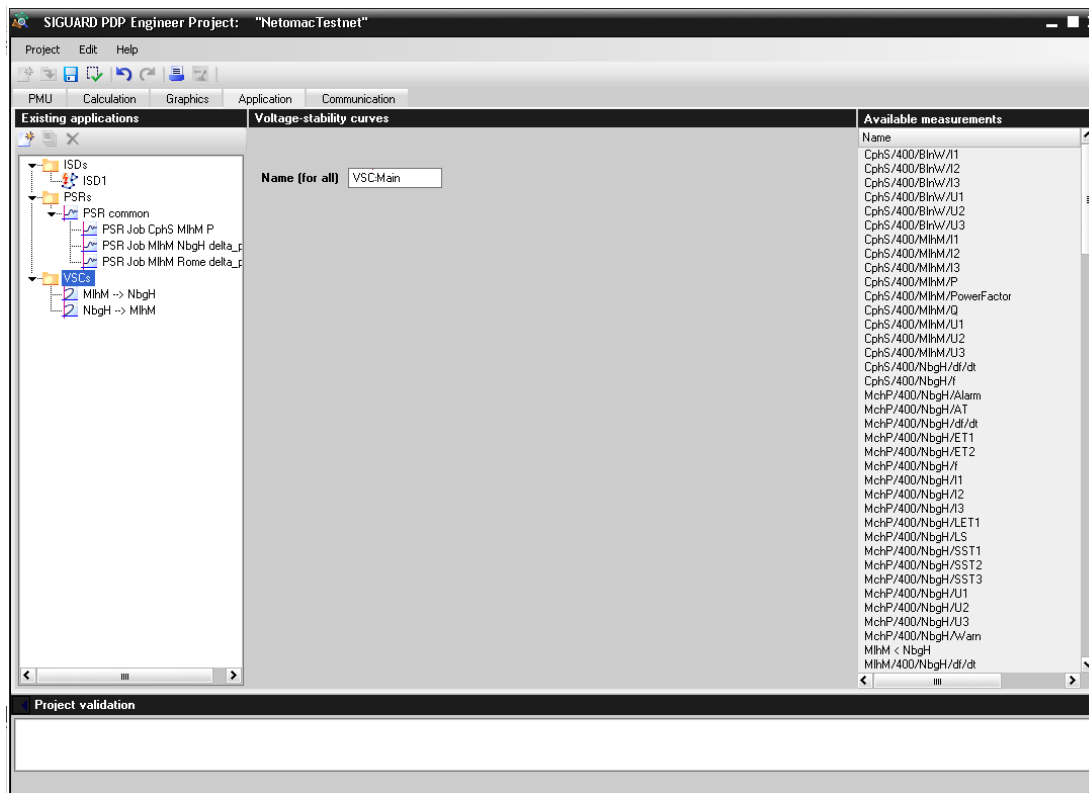 SIGUARD PDP Engineer Project: "NetomacTestnet"
Project Edit Help
PMU Calculation Graphics Application Communication
Existing applications
ISDs
ISD1
PSRs
PSR common
PSR Job CphS MlhM P
PSR Job MlhM NbgH delta_p
PSR Job MlhM Rome delta_p
VSCs
MlhM --> NbgH
NbgH --> MlhM
Voltage-stability curves
Name (for all) VSC:Main
Available measurements
Name
CphS/400/BlnW/I1
CphS/400/BlnW/I2
CphS/400/BlnW/I3
CphS/400/BlnW/U1
CphS/400/BlnW/U2
CphS/400/BlnW/U3
CphS/400/MlhM/I1
CphS/400/MlhM/I2
CphS/400/MlhM/I3
CphS/400/MlhM/P
CphS/400/MlhM/PowerFactor
CphS/400/MlhM/Q
CphS/400/MlhM/U1
CphS/400/MlhM/U2
CphS/400/MlhM/U3
CphS/400/NbgH/df/dt
CphS/400/NbgH/f
MchP/400/NbgH/Alarm
MchP/400/NbgH/AT
MchP/400/NbgH/df/dt
MchP/400/NbgH/ET1
MchP/400/NbgH/ET2
MchP/400/NbgH/f
MchP/400/NbgH/I1
MchP/400/NbgH/I2
MchP/400/NbgH/I3
MchP/400/NbgH/LET1
MchP/400/NbgH/LS
MchP/400/NbgH/SST1
MchP/400/NbgH/SST2
MchP/400/NbgH/SST3
MchP/400/NbgH/U1
MchP/400/NbgH/U2
MchP/400/NbgH/U3
MchP/400/NbgH/Warn
MlhM < NbgH
MlhM/400/NbgH/df/dt
Project validation